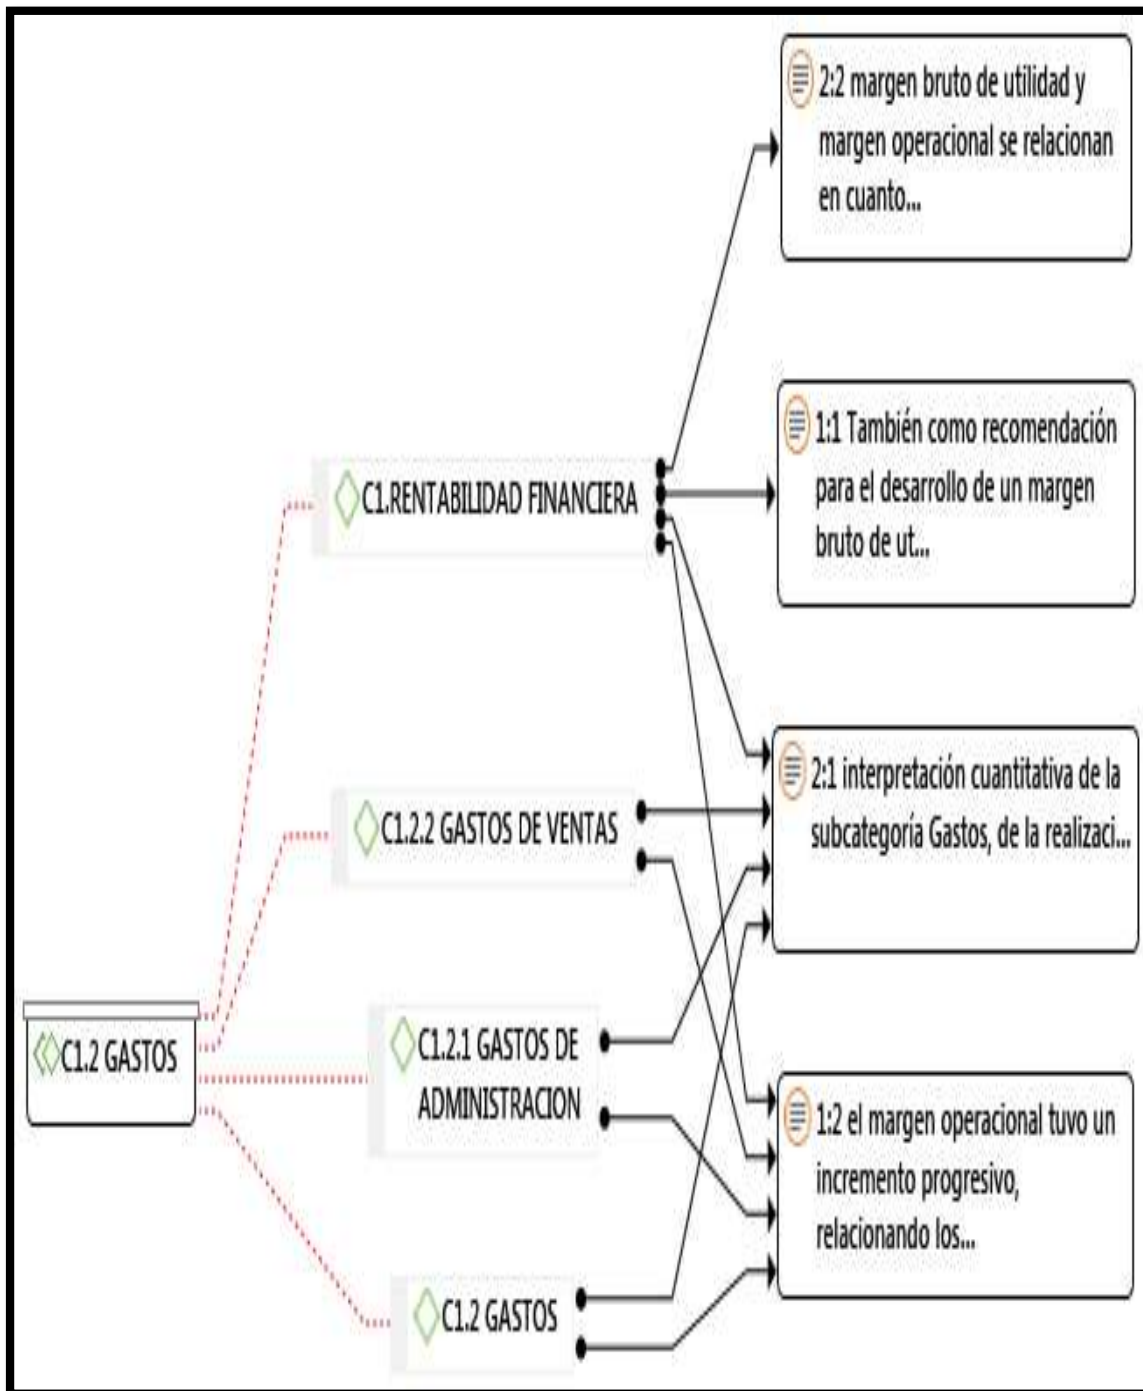 2:2 margen bruto de utilidad y
margen operacional se relacionan
en cuanto...
1:1 También como recomendación
para el desarrollo de un margen
bruto de ut...
C1.RENTABILIDAD FINANCIERA
2:1 interpretación cuantitativa de la
subcategoría Gastos, de la realizaci...
C1.2.2 GASTOS DE VENTAS
C1.2 GASTOS
C1.2.1 GASTOS DE
ADMINISTRACION
1:2 el margen operacional tuvo un
incremento progresivo,
relacionando los...
C1.2 GASTOS